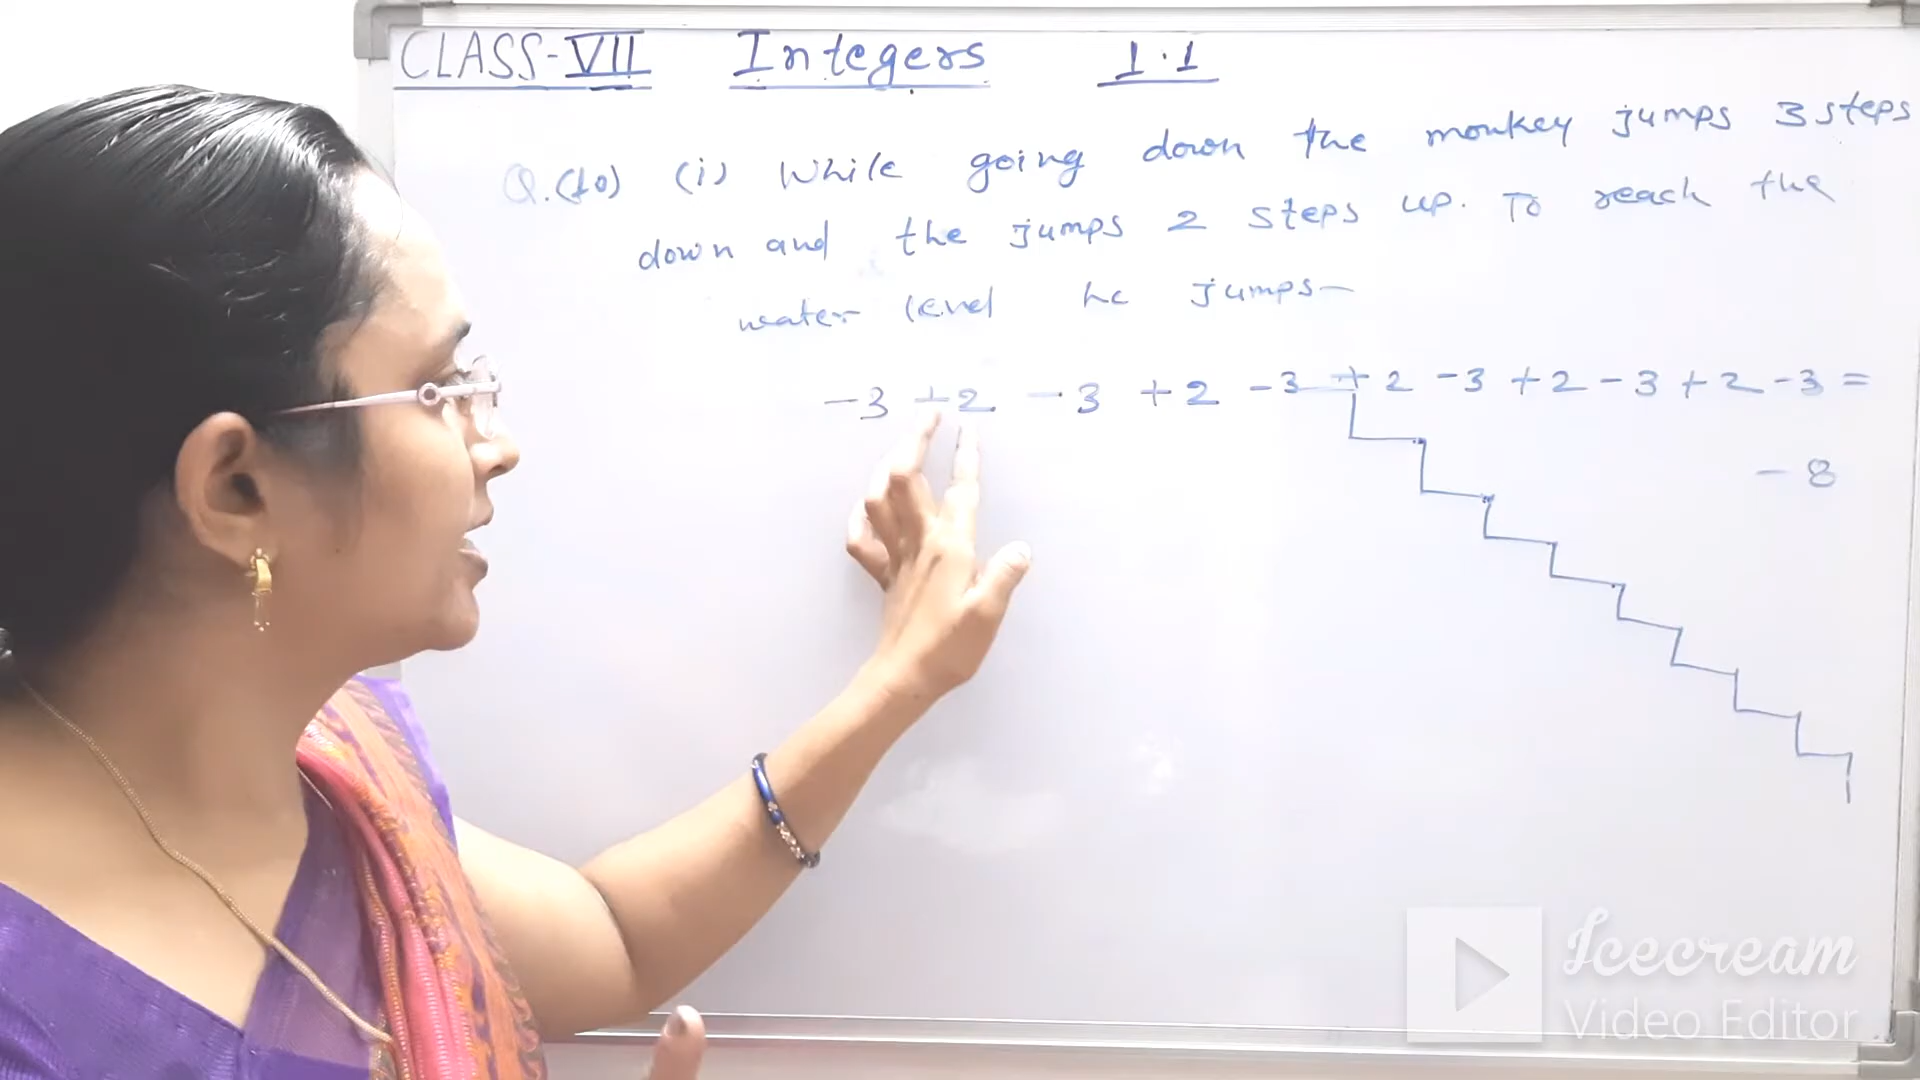 CLASS-VII Integers 1.1
Q.(10) (i) While going down the monkey jumps 3 steps
down and the jumps 2 steps up. To reach the
water level he jumps—
-3 +2 -3 +2 -3 +2 -3 +2 -3 +2 -3 =
-8
Icecream
Video Editor